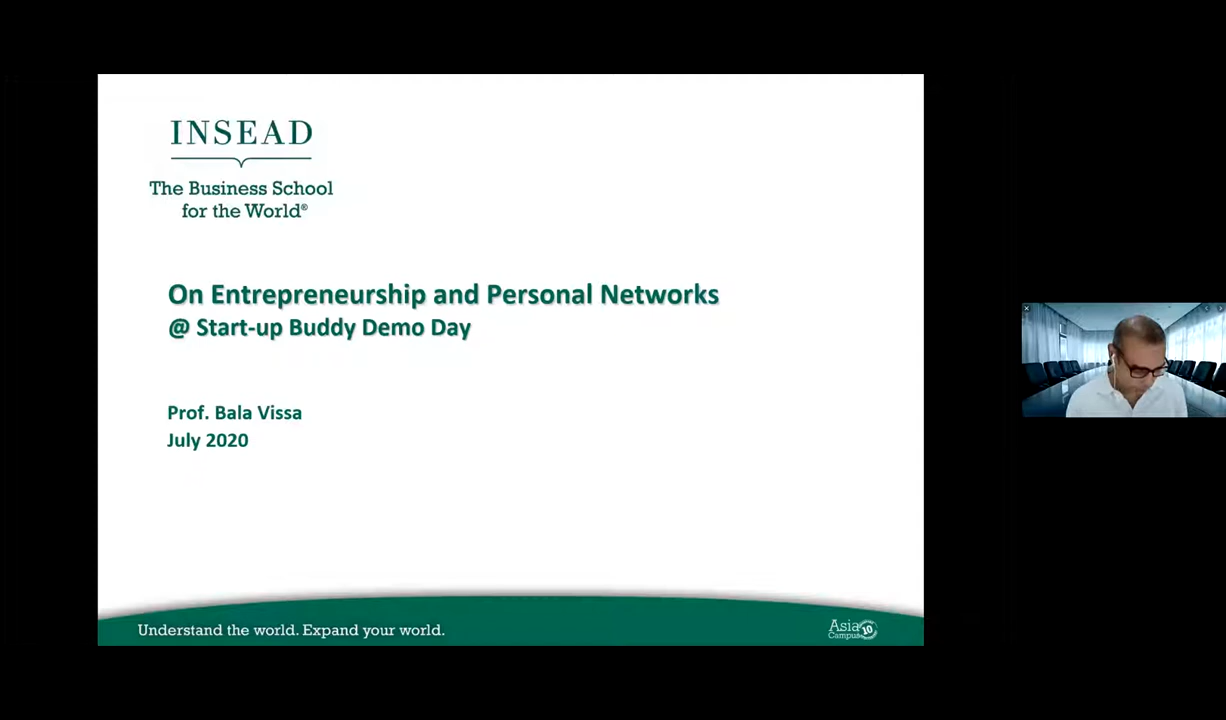 INSEAD
The Business School
for the World®
On Entrepreneurship and Personal Networks
@ Start-up Buddy Demo Day
Prof. Bala Vissa
July 2020
Understand the world. Expand your world.
Asia
Campus 10